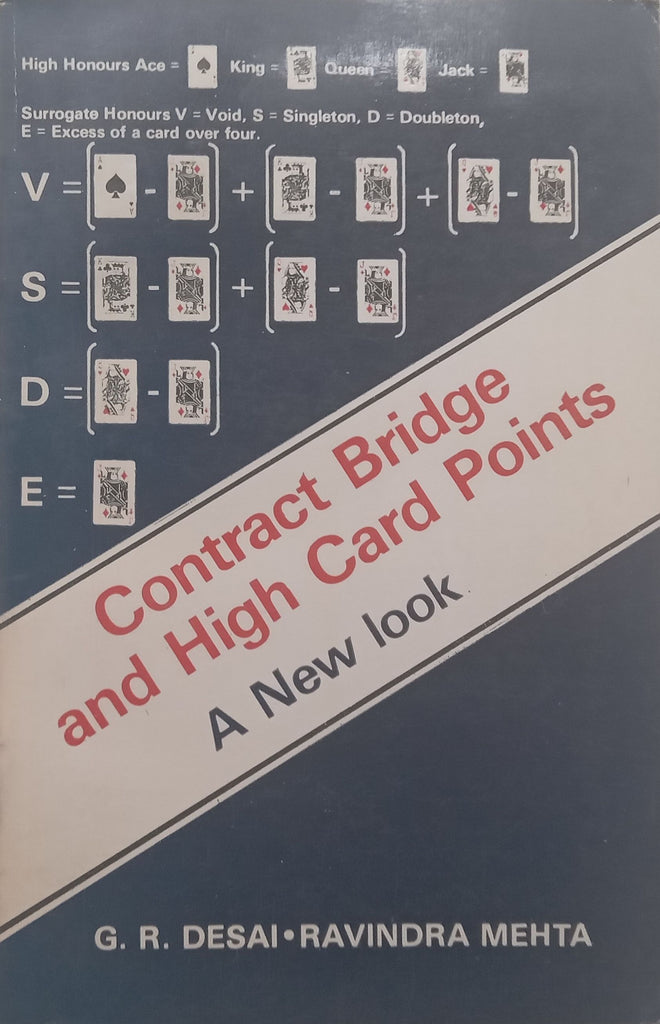 High Honours Ace = King = Queen = Jack =
Surrogate Honours V = Void, S = Singleton, D = Doubleton,
E = Excess of a card over four.
V = ( - ) + ( - ) + ( - )
S = ( - ) + ( - )
D = ( - )
E =
Contract Bridge
and High Card Points
A New look
G. R. DESAI • RAVINDRA MEHTA